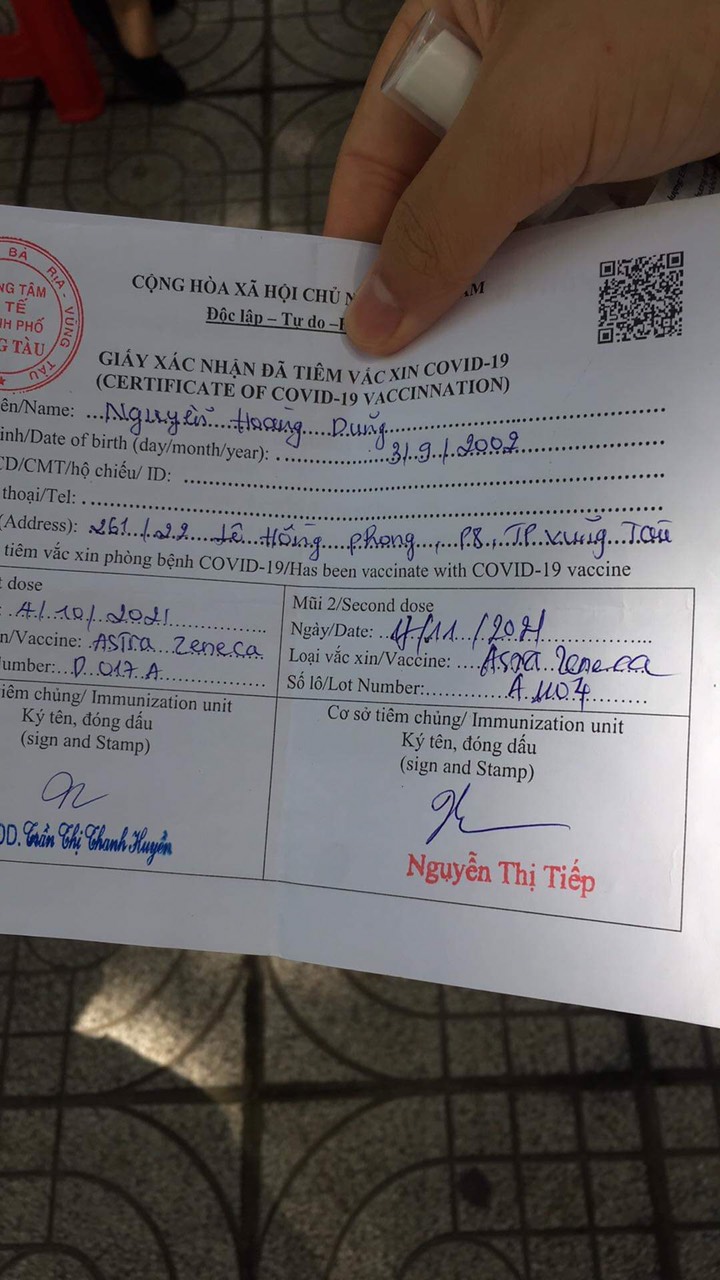 BÀ RỊA - VŨNG TÀU
NG TÂM
TẾ
NH PHỐ
G TÀU
CỘNG HÒA XÃ HỘI CHỦ N AM
Độc lập – Tự do –
GIẤY XÁC NHẬN ĐÃ TIÊM VẮC XIN COVID-19
(CERTIFICATE OF COVID-19 VACCINNATION)
ên/Name: Nguyễn Hoàng Dung
inh/Date of birth (day/month/year): 31/9/2002
CD/CMT/hộ chiếu/ ID:
thoại/Tel:
(Address): 261/22 Lê Hồng Phong, P8, TP Vũng Tàu
tiêm vắc xin phòng bệnh COVID-19/Has been vaccinate with COVID-19 vaccine
t dose
/10/2021
n/Vaccine: Astra Zeneca
umber: D 017 A
iêm chủng/ Immunization unit
Ký tên, đóng dấu
(sign and Stamp)
DD. Trần Thị Thanh Huyền
Mũi 2/Second dose
Ngày/Date: /11/2021
Loại vắc xin/Vaccine: Astra Zeneca
Số lô/Lot Number: A 1107
Cơ sở tiêm chủng/ Immunization unit
Ký tên, đóng dấu
(sign and Stamp)
Nguyễn Thị Tiếp